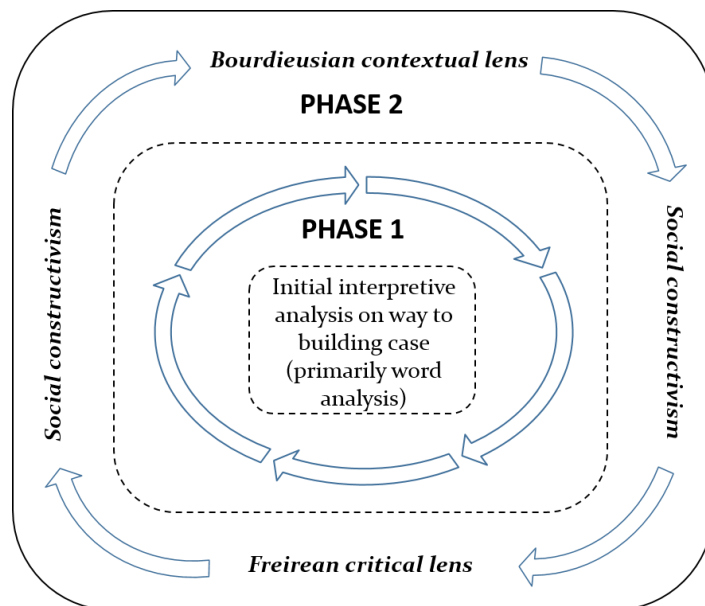 Bourdieusian contextual lens
PHASE 2
PHASE 1
Initial interpretive
analysis on way to
building case
(primarily word
analysis)
Social constructivism
Social constructivism
Freirean critical lens